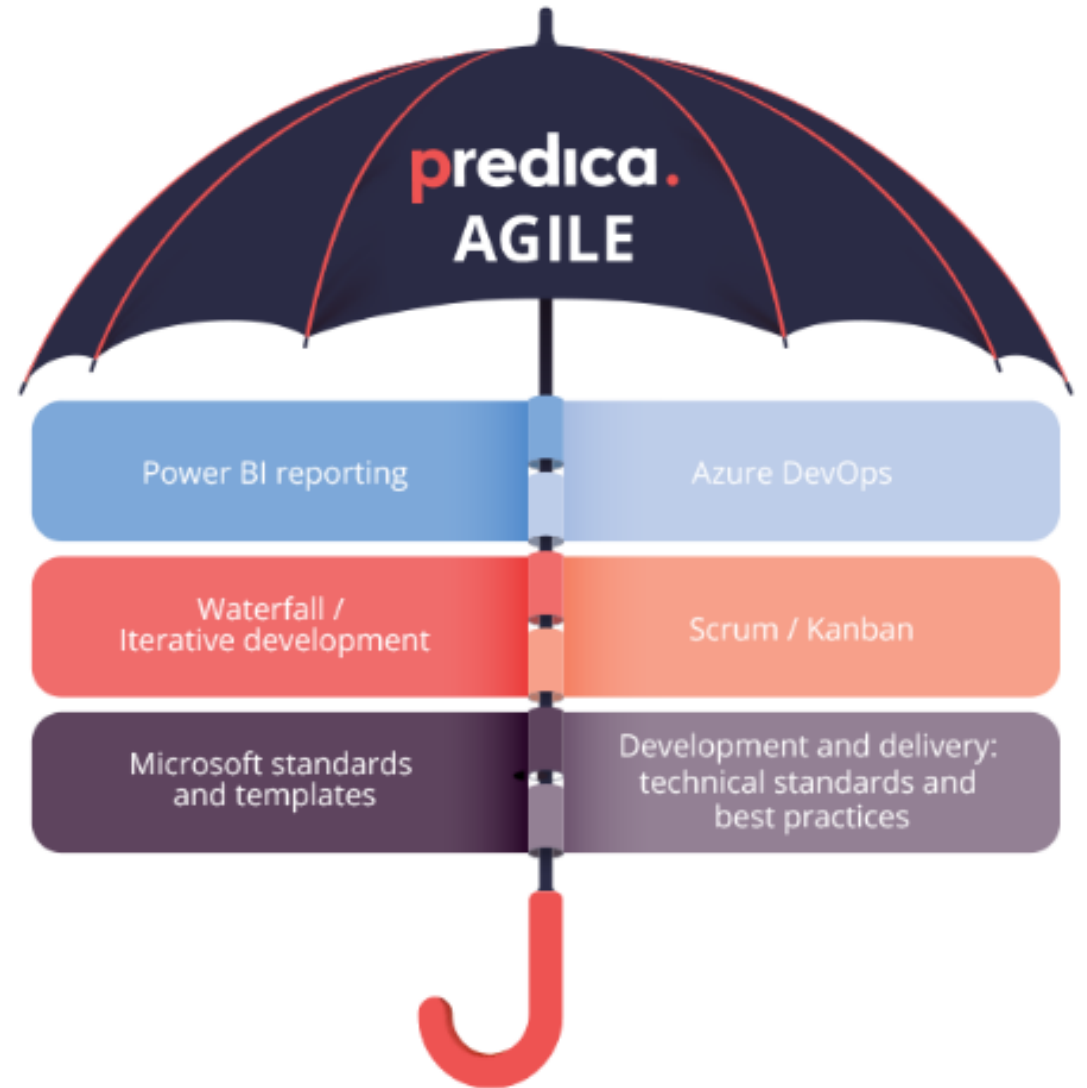 predica.
AGILE
Power BI reporting
Azure DevOps
Waterfall /
Iterative development
Scrum / Kanban
Microsoft standards
and templates
Development and delivery:
technical standards and
best practices